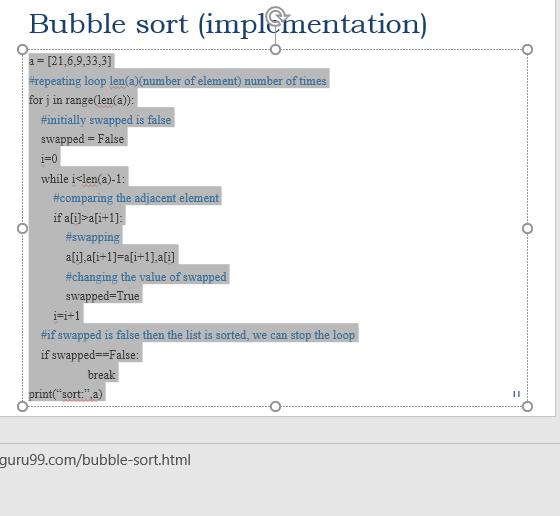 Bubble sort (implementation)
a = [21,6,9,33,3]
#repeating loop len(a)(number of element) number of times
for j in range(len(a)):
#initially swapped is false
swapped = False
i=0
while i<len(a)-1:
#comparing the adjacent element
if a[i]>a[i+1]:
#swapping
a[i],a[i+1]=a[i+1],a[i]
#changing the value of swapped
swapped=True
i=i+1
#if swapped is false then the list is sorted, we can stop the loop
if swapped==False:
break
print(“sort:”,a)
11
guru99.com/bubble-sort.html